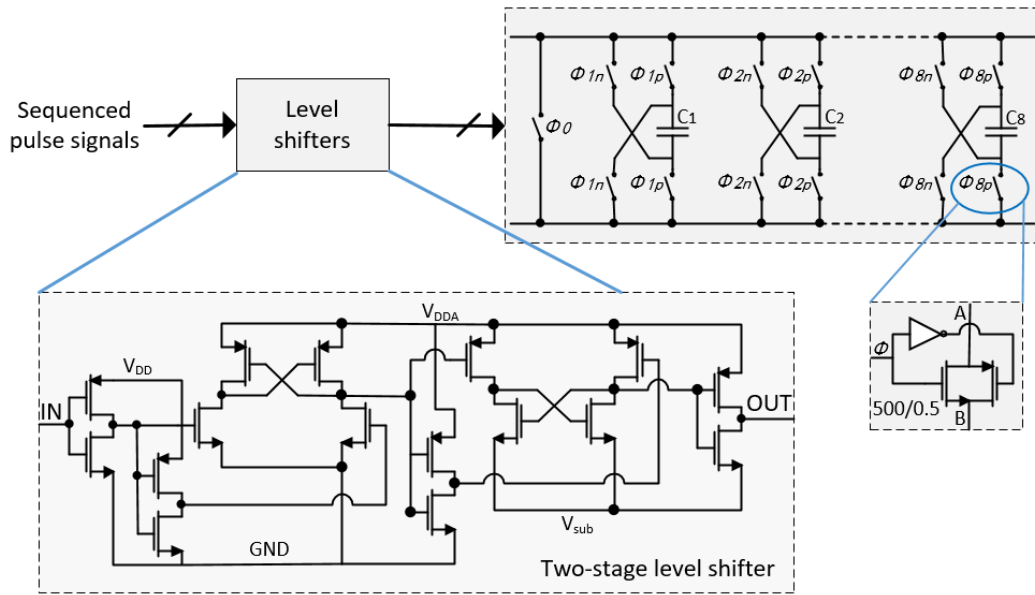 Sequenced
pulse signals
Level
shifters
Φ0
Φ1n Φ1p Φ2n Φ2p Φ8n Φ8p
C1 C2 C8
Φ1n Φ1p Φ2n Φ2p Φ8n Φ8p
VDDA
VDD
IN
OUT
Vsub
GND
Two-stage level shifter
A
Φ
500/0.5
B